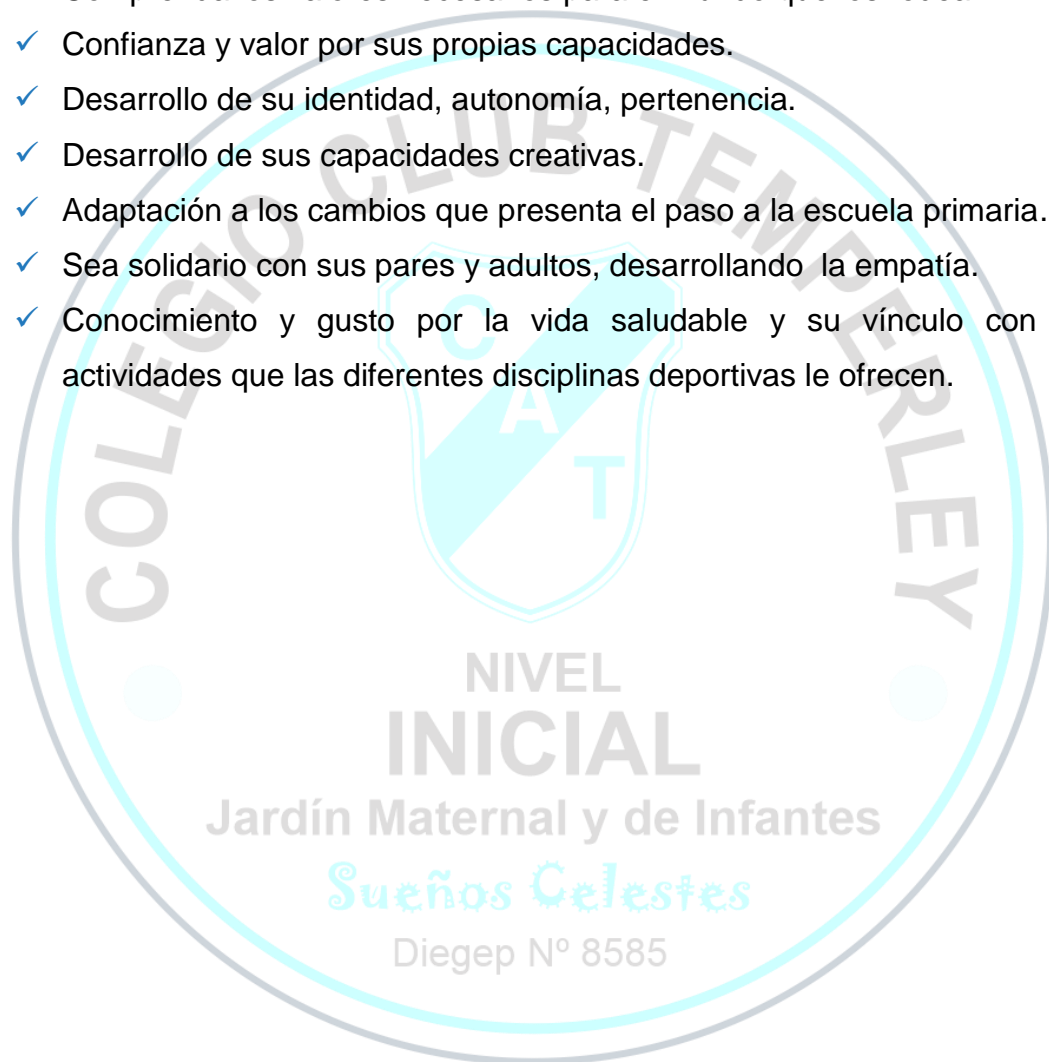 ✓ Confianza y valor por sus propias capacidades.
✓ Desarrollo de su identidad, autonomía, pertenencia.
✓ Desarrollo de sus capacidades creativas.
✓ Adaptación a los cambios que presenta el paso a la escuela primaria.
✓ Sea solidario con sus pares y adultos, desarrollando la empatía.
✓ Conocimiento y gusto por la vida saludable y su vínculo con
actividades que las diferentes disciplinas deportivas le ofrecen.
COLEGIO CLUB TEMPERLEY
C
A
T
NIVEL
INICIAL
Jardín Maternal y de Infantes
Sueños Celestes
Diegep Nº 8585